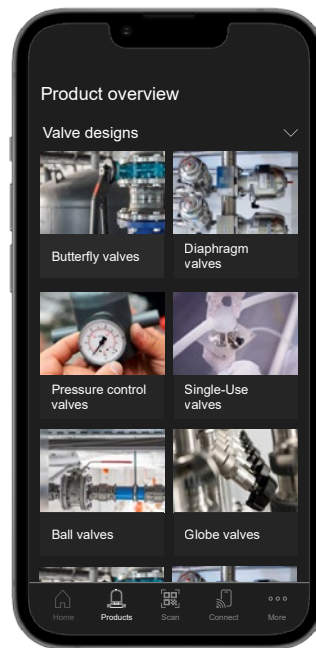 Product overview
Valve designs
Butterfly valves
Diaphragm
valves
Pressure control
valves
Single-Use
valves
Ball valves
Globe valves
Home
Products
Scan
Connect
More